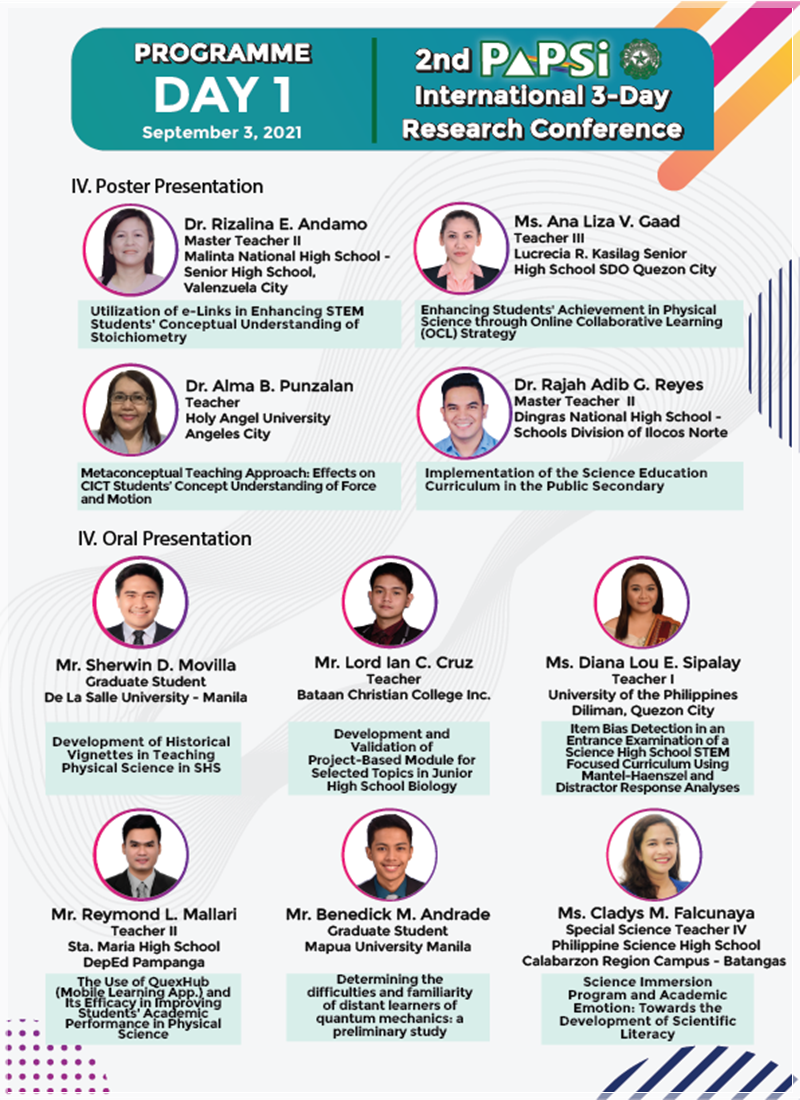 PROGRAMME
DAY 1
September 3, 2021
2nd PAPSi
International 3-Day
Research Conference
IV. Poster Presentation
Dr. Rizalina E. Andamo
Master Teacher II
Malinta National High School -
Senior High School,
Valenzuela City
Utilization of e-Links in Enhancing STEM
Students' Conceptual Understanding of
Stoichiometry
Ms. Ana Liza V. Gaad
Teacher III
Lucrecia R. Kasilag Senior
High School SDO Quezon City
Enhancing Students' Achievement in Physical
Science through Online Collaborative Learning
(OCL) Strategy
Dr. Alma B. Punzalan
Teacher
Holy Angel University
Angeles City
Metaconceptual Teaching Approach: Effects on
CICT Students' Concept Understanding of Force
and Motion
Dr. Rajah Adib G. Reyes
Master Teacher II
Dingras National High School -
Schools Division of Ilocos Norte
Implementation of the Science Education
Curriculum in the Public Secondary
IV. Oral Presentation
Mr. Sherwin D. Movilla
Graduate Student
De La Salle University - Manila
Development of Historical
Vignettes in Teaching
Physical Science in SHS
Mr. Lord Ian C. Cruz
Teacher
Bataan Christian College Inc.
Development and
Validation of
Project-Based Module for
Selected Topics in Junior
High School Biology
Ms. Diana Lou E. Sipalay
Teacher I
University of the Philippines
Diliman, Quezon City
Item Bias Detection in an
Entrance Examination of a
Science High School STEM
Focused Curriculum Using
Mantel-Haenszel and
Distractor Response Analyses
Mr. Reymond L. Mallari
Teacher II
Sta. Maria High School
DepEd Pampanga
The Use of QuexHub
(Mobile Learning App.) and
Its Efficacy in Improving
Students' Academic
Performance in Physical
Science
Mr. Benedick M. Andrade
Graduate Student
Mapua University Manila
Determining the
difficulties and familiarity
of distant learners of
quantum mechanics: a
preliminary study
Ms. Cladys M. Falcunaya
Special Science Teacher IV
Philippine Science High School
Calabarzon Region Campus - Batangas
Science Immersion
Program and Academic
Emotion: Towards the
Development of Scientific
Literacy